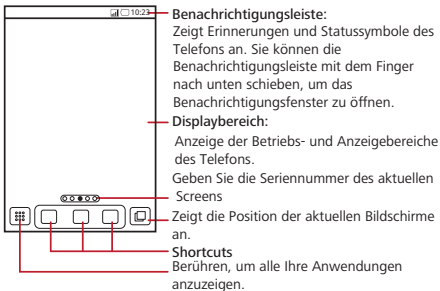 10:23
Benachrichtigungsleiste:
Zeigt Erinnerungen und Statussymbole des
Telefons an. Sie können die
Benachrichtigungsleiste mit dem Finger
nach unten schieben, um das
Benachrichtigungsfenster zu öffnen.
Displaybereich:
Anzeige der Betriebs- und Anzeigebereiche
des Telefons.
Geben Sie die Seriennummer des aktuellen
Screens
Zeigt die Position der aktuellen Bildschirme
an.
Shortcuts
Berühren, um alle Ihre Anwendungen
anzuzeigen.